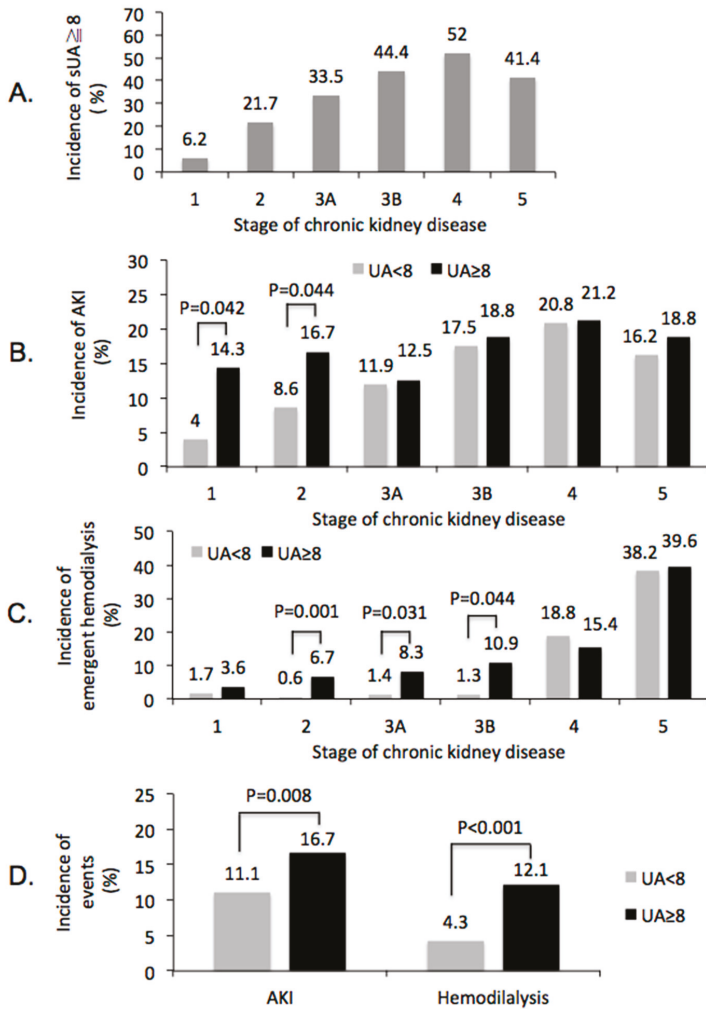 A.
Incidence of sUA≧8
( %)
70
60
50
40
30
20
10
0
6.2
21.7
33.5
44.4
52
41.4
1 2 3A 3B 4 5
Stage of chronic kidney disease
B.
Incidence of AKI
(%)
30
25
20
15
10
5
0
UA<8 UA≥8
P=0.042
P=0.044
4 14.3
8.6 16.7
11.9 12.5
17.5 18.8
20.8 21.2
16.2 18.8
1 2 3A 3B 4 5
Stage of chronic kidney disease
C.
Incidence of
emergent hemodialysis
(%)
50
40
30
20
10
0
UA<8 UA≥8
P=0.001
P=0.031
P=0.044
1.7 3.6
0.6 6.7
1.4 8.3
1.3 10.9
18.8 15.4
38.2 39.6
1 2 3A 3B 4 5
Stage of chronic kidney disease
D.
Incidence of
events
(%)
25
20
15
10
5
0
P=0.008
P<0.001
11.1 16.7
4.3 12.1
UA<8
UA≥8
AKI Hemodilalysis